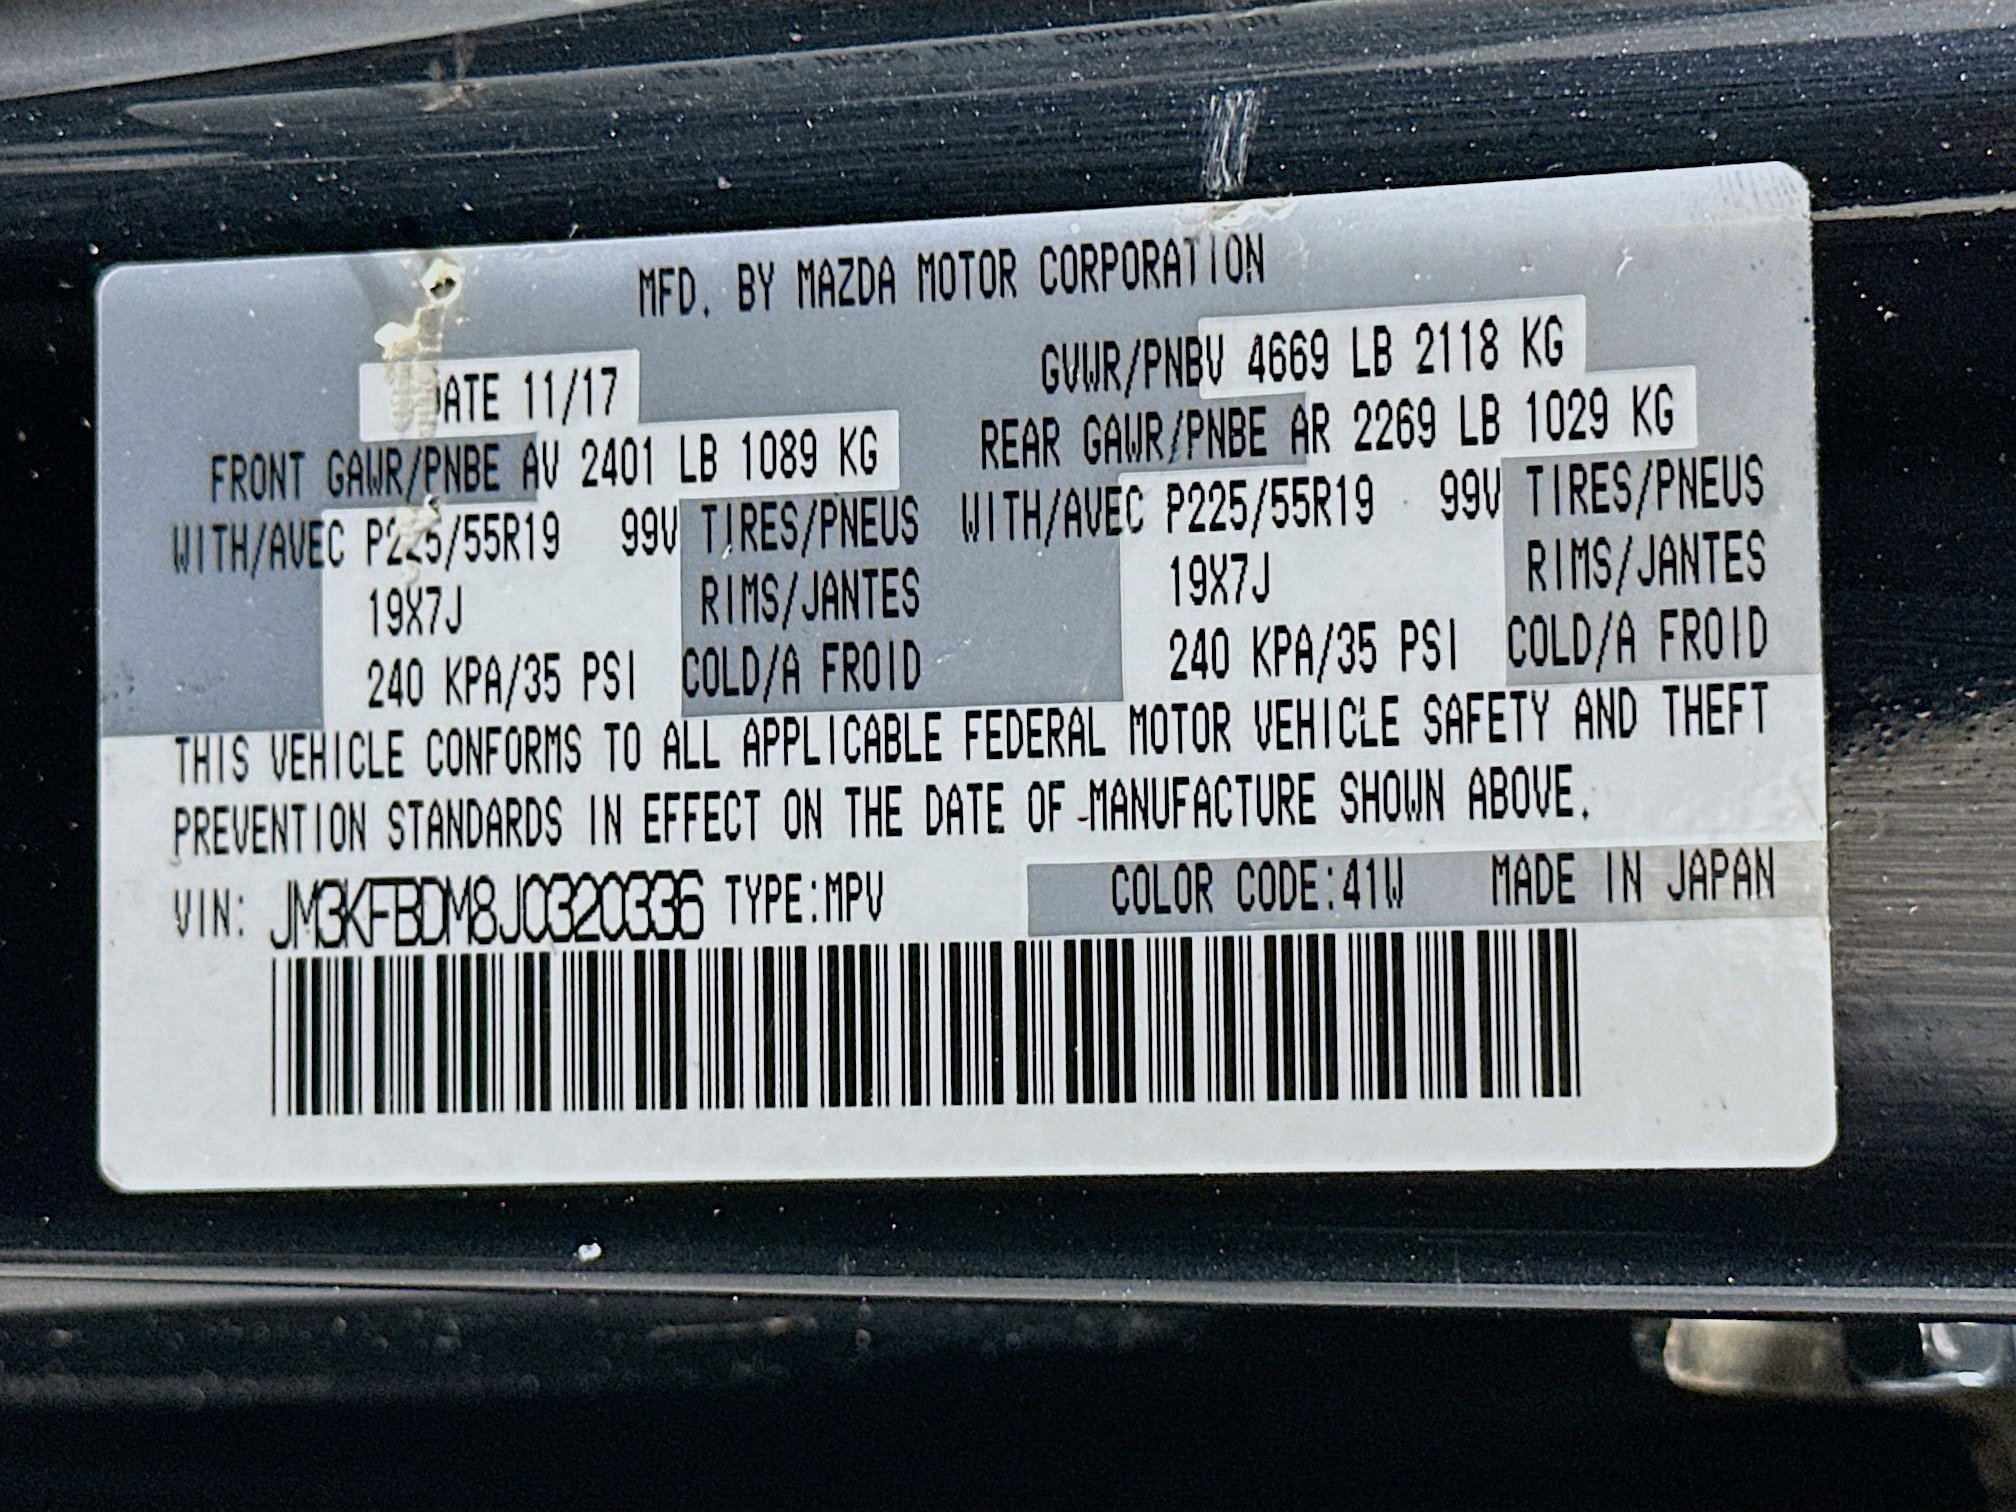 MFD. BY MAZDA MOTOR CORPORATION
DATE 11/17 GVWR/PNBV 4669 LB 2118 KG
FRONT GAWR/PNBE AV 2401 LB 1089 KG REAR GAWR/PNBE AR 2269 LB 1029 KG
WITH/AVEC P225/55R19 99V TIRES/PNEUS WITH/AVEC P225/55R19 99V TIRES/PNEUS
19X7J RIMS/JANTES 19X7J RIMS/JANTES
240 KPA/35 PSI COLD/A FROID 240 KPA/35 PSI COLD/A FROID
THIS VEHICLE CONFORMS TO ALL APPLICABLE FEDERAL MOTOR VEHICLE SAFETY AND THEFT
PREVENTION STANDARDS IN EFFECT ON THE DATE OF MANUFACTURE SHOWN ABOVE.
VIN: JM3KFBDM8J0320336 TYPE:MPV COLOR CODE:41W MADE IN JAPAN